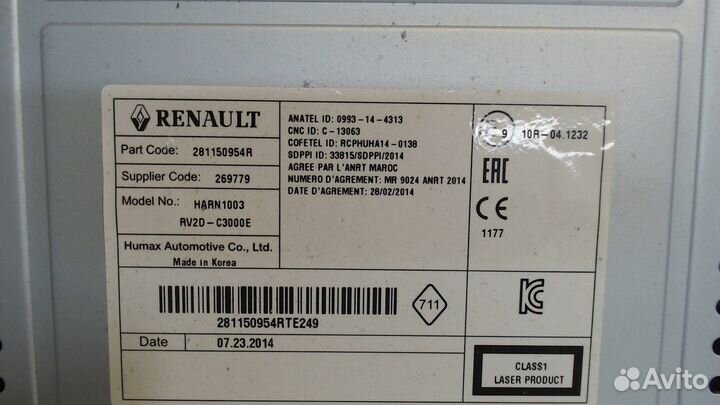 RENAULT
Part Code: 281150954R
Supplier Code: 269779
Model No.: HARN1003
RV2D-C3000E
Humax Automotive Co., Ltd.
Made in Korea
ANATEL ID: 0993-14-4313
CNC ID: C-13063
COFETEL ID: RCPHUHA14-0138
SDPPI ID: 33815/SDPPI/2014
AGREE PAR L'ANRT MAROC
NUMERO D'AGREMENT: MR 9024 ANRT 2014
DATE D'AGREMENT: 28/02/2014
9 10R-04.1232
EAC
CE
1177
281150954RTE249
711
Date 07.23.2014
CLASS1
LASER PRODUCT
Avito